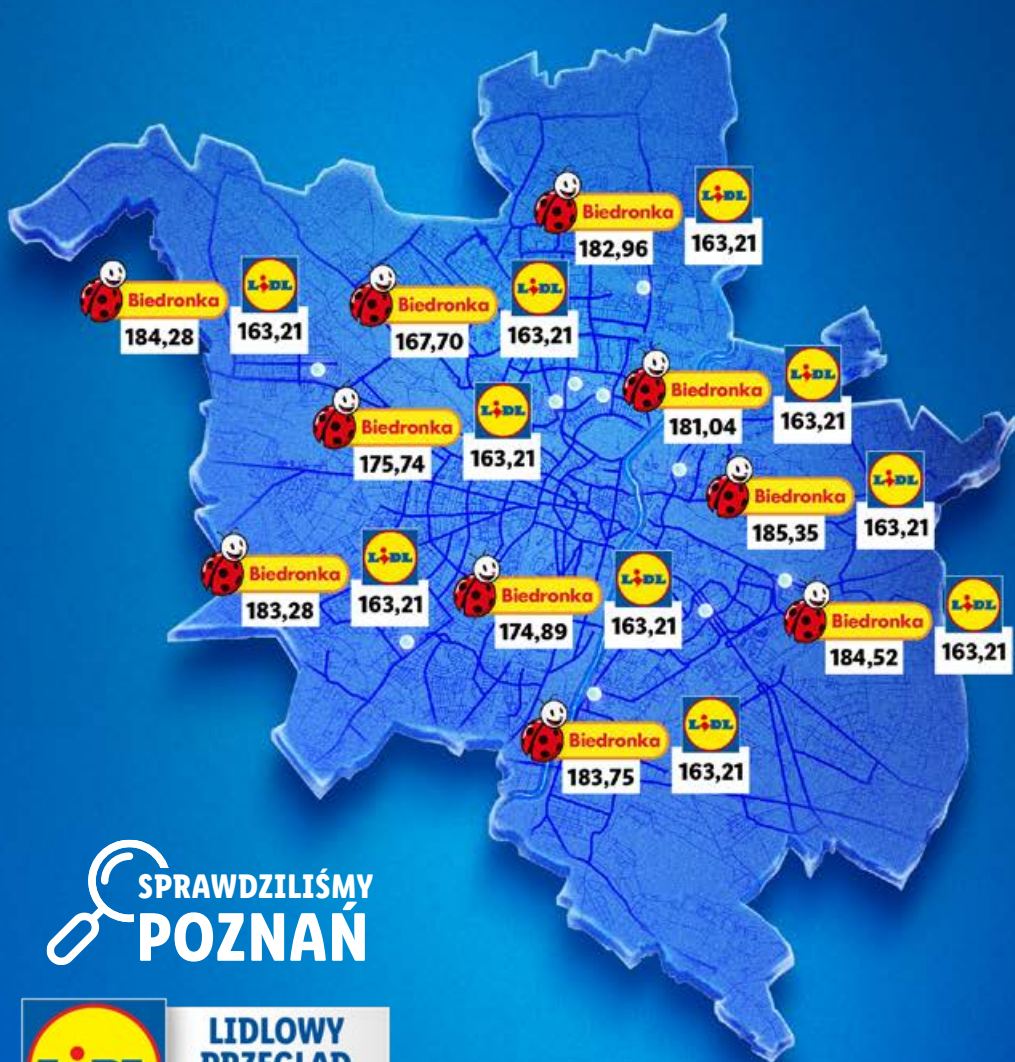 Biedronka
182,96
LIDL
163,21
Biedronka
184,28
LIDL
163,21
Biedronka
167,70
LIDL
163,21
Biedronka
175,74
LIDL
163,21
Biedronka
181,04
LIDL
163,21
Biedronka
185,35
LIDL
163,21
Biedronka
183,28
LIDL
163,21
Biedronka
174,89
LIDL
163,21
Biedronka
184,52
LIDL
163,21
Biedronka
183,75
LIDL
163,21
SPRAWDZILIŚMY
POZNAŃ
LIDL
LIDLOWY
PRZEGLĄD